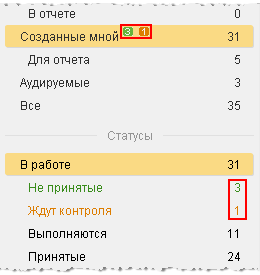 В отчете 0
Созданные мной 3 1 31
Для отчета 5
Аудируемые 3
Все 35
Статусы
В работе 31
Не принятые 3
Ждут контроля 1
Выполняются 11
Принятые 24